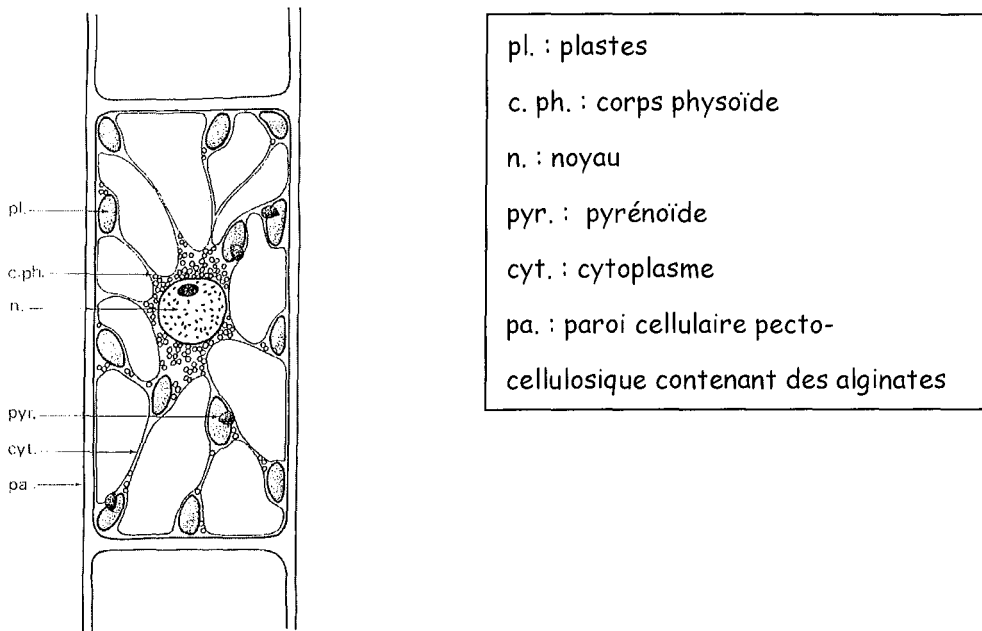 pl.
c.ph.
n.
pyr.
cyt.
pa
pl. : plastes
c. ph. : corps physoïde
n. : noyau
pyr. : pyrénoïde
cyt. : cytoplasme
pa. : paroi cellulaire pecto-
cellulosique contenant des alginates